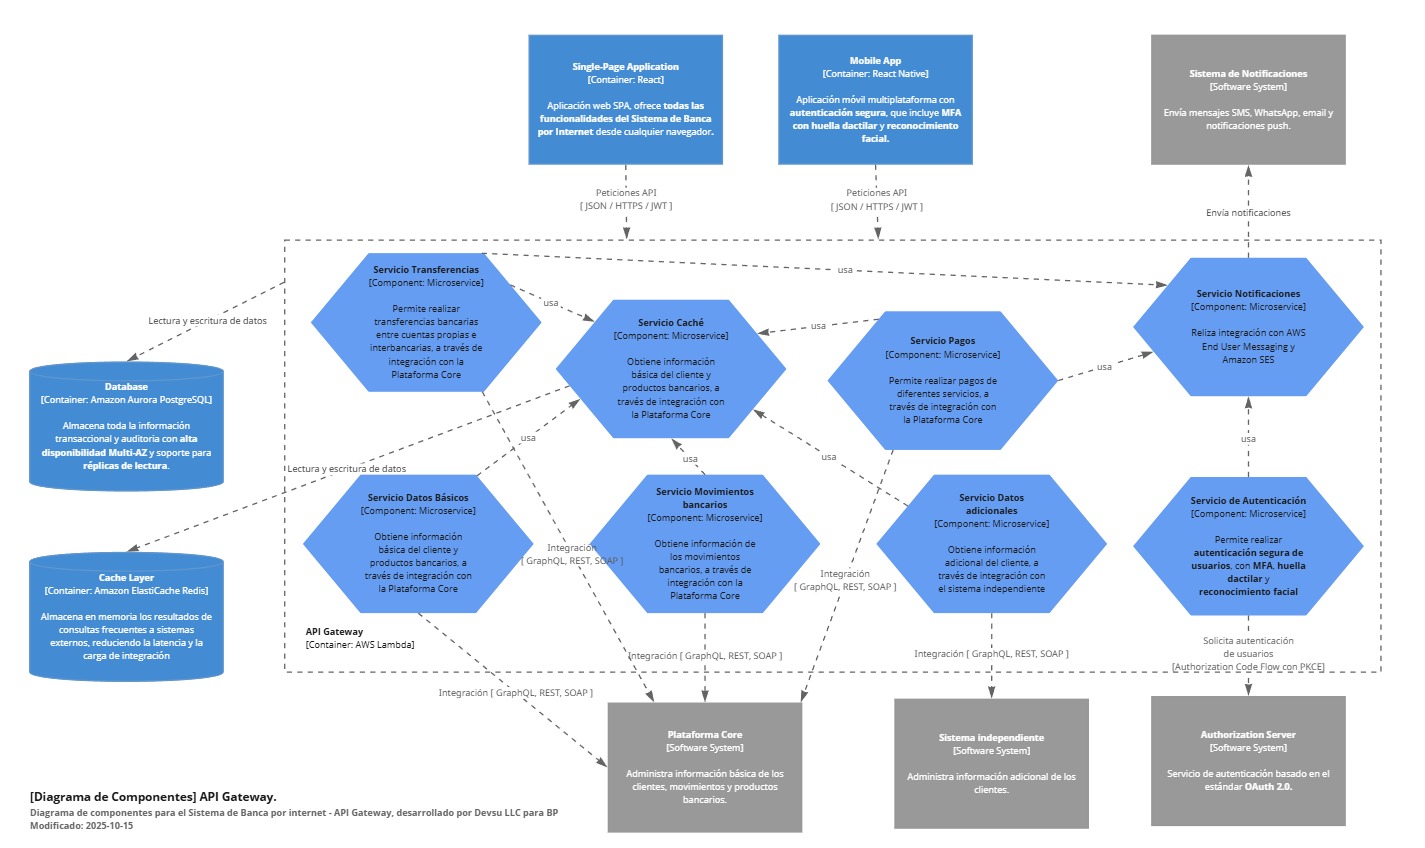 Single-Page Application
[Container: React]
Aplicación web SPA, ofrece todas las
funcionalidades del Sistema de Banca
por Internet desde cualquier navegador.
Mobile App
[Container: React Native]
Aplicación móvil multiplataforma con
autenticación segura, que incluye MFA
con huella dactilar y reconocimiento
facial.
Sistema de Notificaciones
[Software System]
Envía mensajes SMS, WhatsApp, email y
notificaciones push.
Peticiones API
[ JSON / HTTPS / JWT ]
Peticiones API
[ JSON / HTTPS / JWT ]
Envía notificaciones
Servicio Transferencias
[Component: Microservice]
Permite realizar
transferencias bancarias
entre cuentas propias e
interbancarias, a través de
integración con la
Plataforma Core
usa
usa
Servicio Caché
[Component: Microservice]
Obtiene información
básica del cliente y
productos bancarios, a
través de integración con
la Plataforma Core
usa
Servicio Pagos
[Component: Microservice]
Permite realizar pagos de
diferentes servicios, a
través de integración con
la Plataforma Core
usa
Servicio Notificaciones
[Component: Microservice]
Reliza integración con AWS
End User Messaging y
Amazon SES
Lectura y escritura de datos
Database
[Container: Amazon Aurora PostgreSQL]
Almacena toda la información
transaccional y auditoria con alta
disponibilidad Multi-AZ y soporte para
réplicas de lectura.
Lectura y escritura de datos
usa
usa
usa
usa
Servicio Datos Básicos
[Component: Microservice]
Obtiene información
básica del cliente y
productos bancarios, a
través de integración con
la Plataforma Core
Integración
[ GraphQL, REST, SOAP ]
Servicio Movimientos
bancarios
[Component: Microservice]
Obtiene información de
los movimientos
bancarios, a través de
integración con la
Plataforma Core
Integración
[ GraphQL, REST, SOAP ]
Servicio Datos
adicionales
[Component: Microservice]
Obtiene información
adicional del cliente, a
través de integración con
el sistema independiente
Servicio de Autenticación
[Component: Microservice]
Permite realizar
autenticación segura de
usuarios, con MFA, huella
dactilar y
reconocimiento facial
Cache Layer
[Container: Amazon ElastiCache Redis]
Almacena en memoria los resultados de
consultas frecuentes a sistemas
externos, reduciendo la latencia y la
carga de integración
API Gateway
[Container: AWS Lambda]
Integración [ GraphQL, REST, SOAP ]
Integración [ GraphQL, REST, SOAP ]
Integración [ GraphQL, REST, SOAP ]
Solicita autenticación
de usuarios
[Authorization Code Flow con PKCE]
Plataforma Core
[Software System]
Administra información básica de los
clientes, movimientos y productos
bancarios.
Sistema independiente
[Software System]
Administra información adicional de los
clientes.
Authorization Server
[Software System]
Servicio de autenticación basado en el
estándar OAuth 2.0.
[Diagrama de Componentes] API Gateway.
Diagrama de componentes para el Sistema de Banca por internet - API Gateway, desarrollado por Devsu LLC para BP
Modificado: 2025-10-15